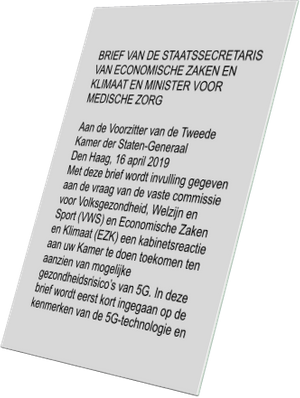 BRIEF VAN DE STAATSSECRETARIS
VAN ECONOMISCHE ZAKEN EN
KLIMAAT EN MINISTER VOOR
MEDISCHE ZORG
Aan de Voorzitter van de Tweede
Kamer der Staten-Generaal
Den Haag, 16 april 2019
Met deze brief wordt invulling gegeven
aan de vraag van de vaste commissie
voor Volksgezondheid, Welzijn en
Sport (VWS) en Economische Zaken
en Klimaat (EZK) een kabinetsreactie
aan uw Kamer te doen toekomen ten
aanzien van mogelijke
gezondheidsrisico's van 5G. In deze
brief wordt eerst kort ingegaan op de
kenmerken van de 5G-technologie en